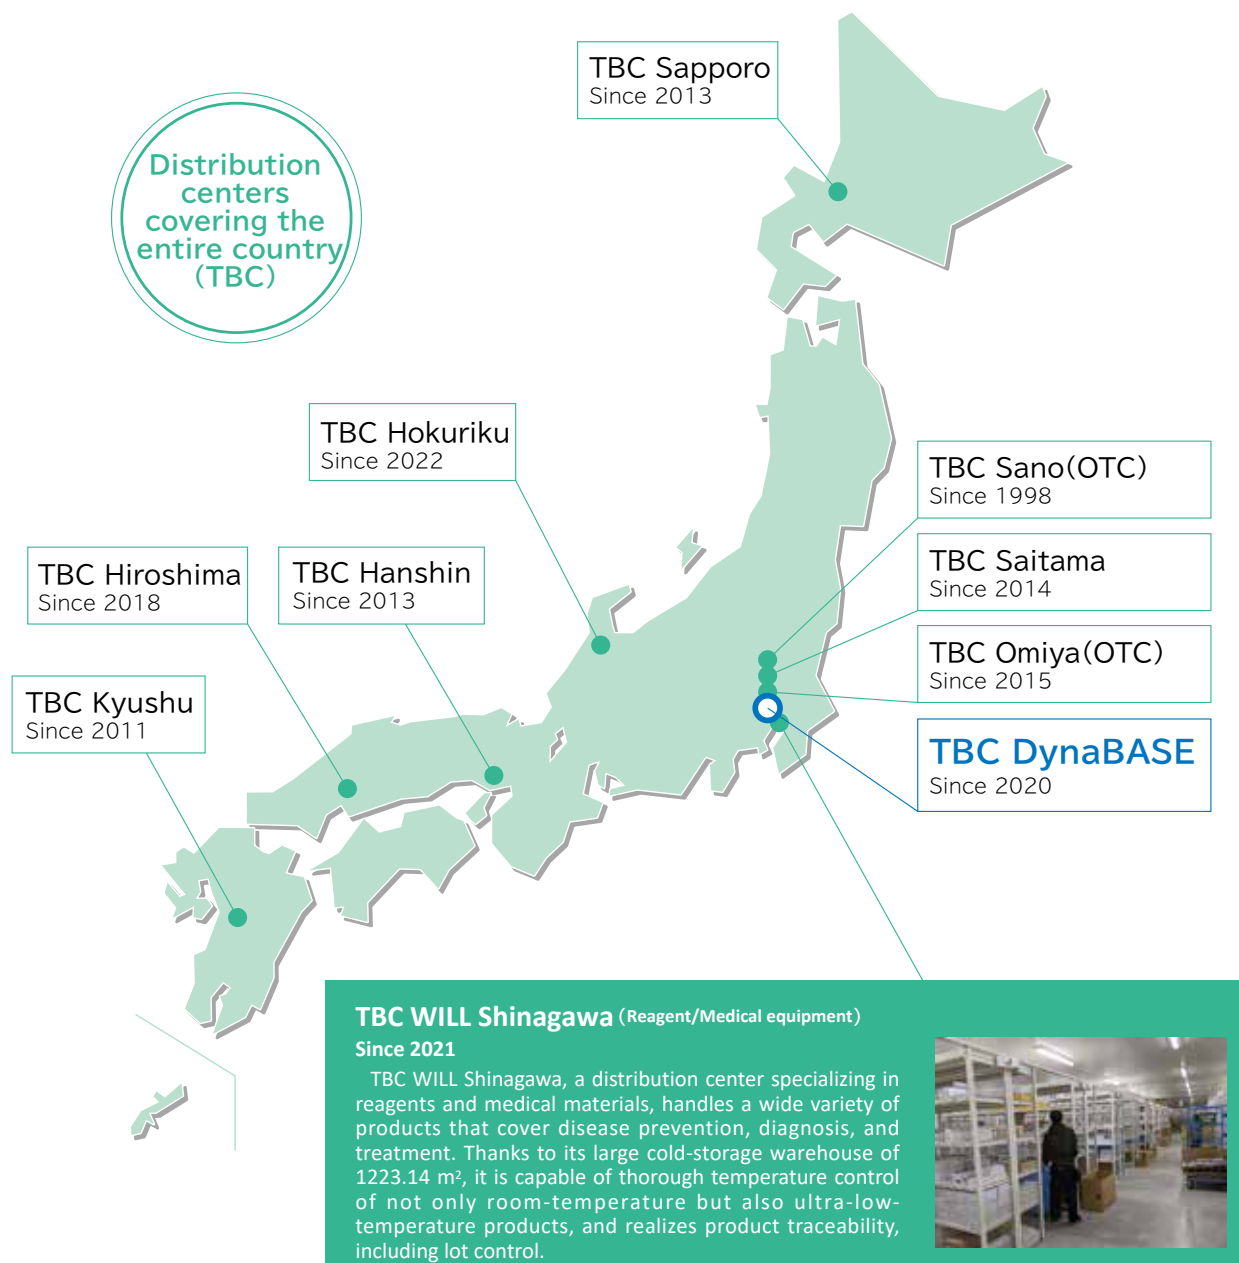 Distribution
centers
covering the
entire country
(TBC)
TBC Sapporo
Since 2013
TBC Hokuriku
Since 2022
TBC Hiroshima
Since 2018
TBC Hanshin
Since 2013
TBC Kyushu
Since 2011
TBC Sano(OTC)
Since 1998
TBC Saitama
Since 2014
TBC Omiya(OTC)
Since 2015
TBC DynaBASE
Since 2020
TBC WILL Shinagawa (Reagent/Medical equipment)
Since 2021
TBC WILL Shinagawa, a distribution center specializing in
reagents and medical materials, handles a wide variety of
products that cover disease prevention, diagnosis, and
treatment. Thanks to its large cold-storage warehouse of
1223.14 m², it is capable of thorough temperature control
of not only room-temperature but also ultra-low-
temperature products, and realizes product traceability,
including lot control.